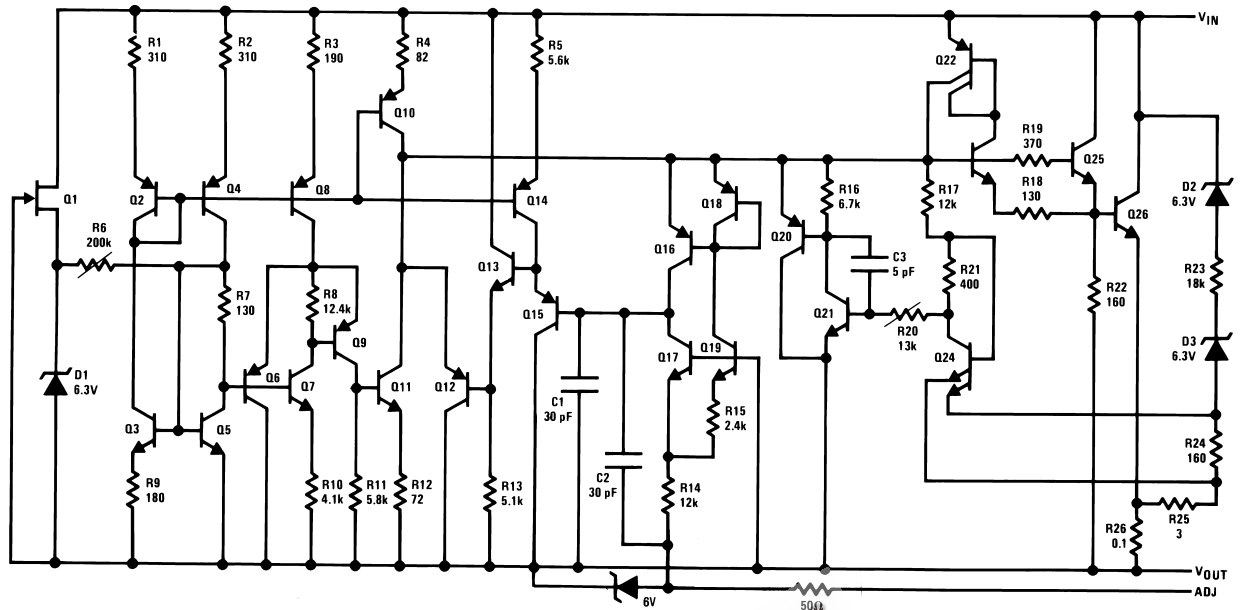 R1
310
R2
310
R3
190
R4
82
R5
5.6k
Q22
VIN
Q10
R19
370
Q25
Q1
Q2
Q4
Q8
Q14
Q18
R16
6.7k
R17
12k
R18
130
Q26
D2
6.3V
R6
200k
Q13
Q16
Q20
C3
5 pF
R21
400
R22
160
R23
18k
R7
130
R8
12.4k
Q9
Q15
Q21
R20
13k
D1
6.3V
Q6
Q7
Q11
Q12
Q17
Q19
Q24
D3
6.3V
C1
30 pF
R15
2.4k
Q3
Q5
R24
160
R9
180
R10
4.1k
R11
5.8k
R12
72
R13
5.1k
C2
30 pF
R14
12k
R26
0.1
R25
3
VOUT
6V
50Ω
ADJ